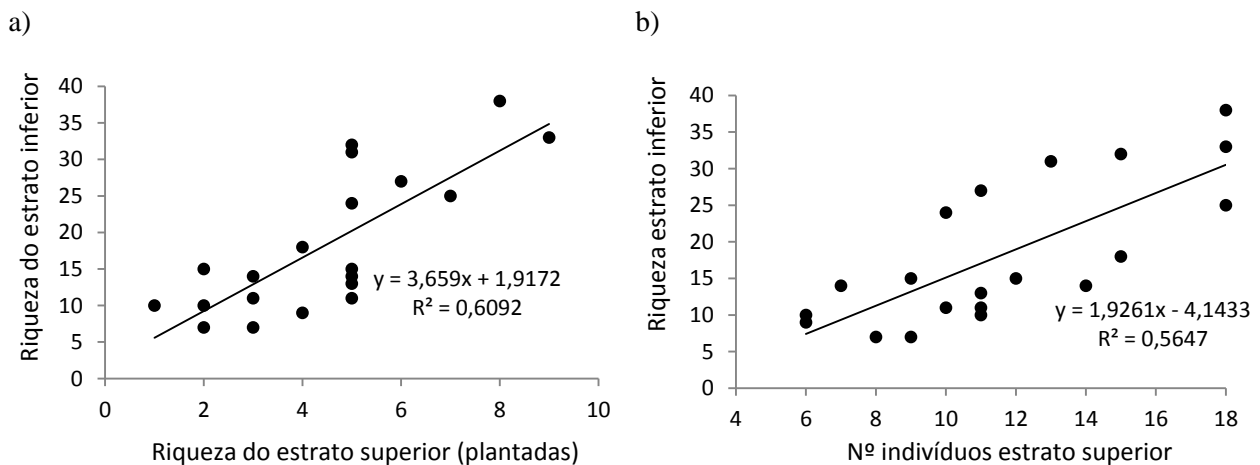 a)
Riqueza do estrato inferior
40
35
30
25
20
15
10
5
0
y = 3,659x + 1,9172
R² = 0,6092
0 2 4 6 8 10
Riqueza do estrato superior (plantadas)
b)
Riqueza estrato inferior
40
35
30
25
20
15
10
5
0
y = 1,9261x - 4,1433
R² = 0,5647
4 6 8 10 12 14 16 18
Nº indivíduos estrato superior